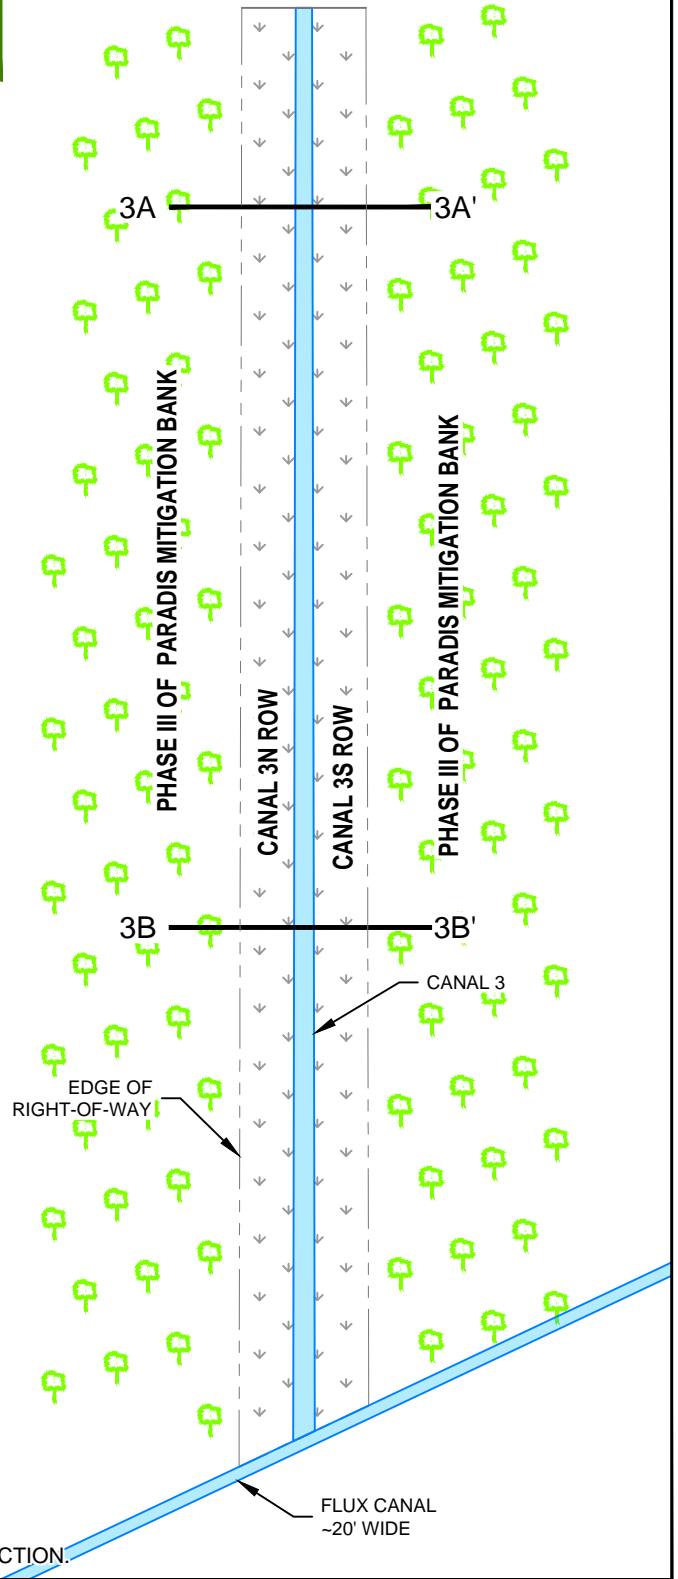 3A
3A'
PHASE III OF PARADIS MITIGATION BANK
PHASE III OF PARADIS MITIGATION BANK
CANAL 3N ROW
CANAL 3S ROW
3B
3B'
CANAL 3
EDGE OF
RIGHT-OF-WAY
FLUX CANAL
~20' WIDE